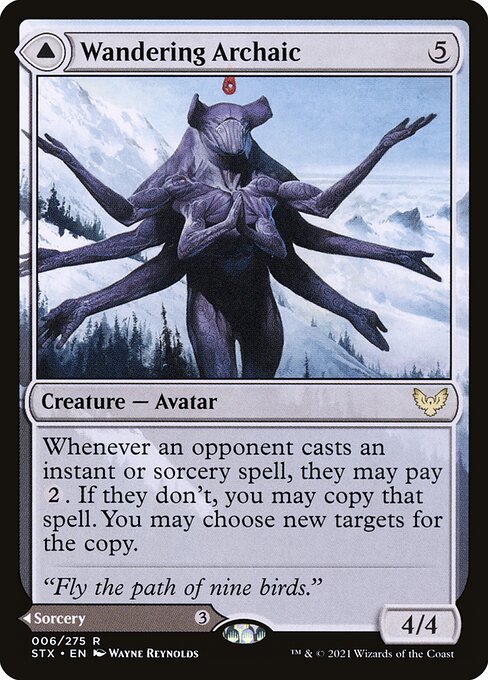 Wandering Archaic 5
Creature — Avatar
Whenever an opponent casts an
instant or sorcery spell, they may pay
2. If they don't, you may copy that
spell. You may choose new targets for
the copy.
"Fly the path of nine birds."
Sorcery 3
4/4
006/275 R
STX • EN Wayne Reynolds
™ & © 2021 Wizards of the Coast